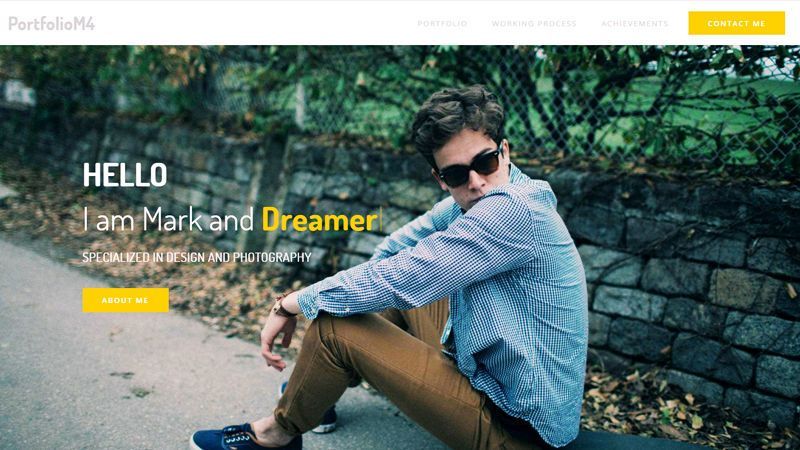 PortfolioM4
PORTFOLIO
WORKING PROCESS
ACHIEVEMENTS
CONTACT ME
HELLO
I am Mark and Dreamer|
SPECIALIZED IN DESIGN AND PHOTOGRAPHY
ABOUT ME